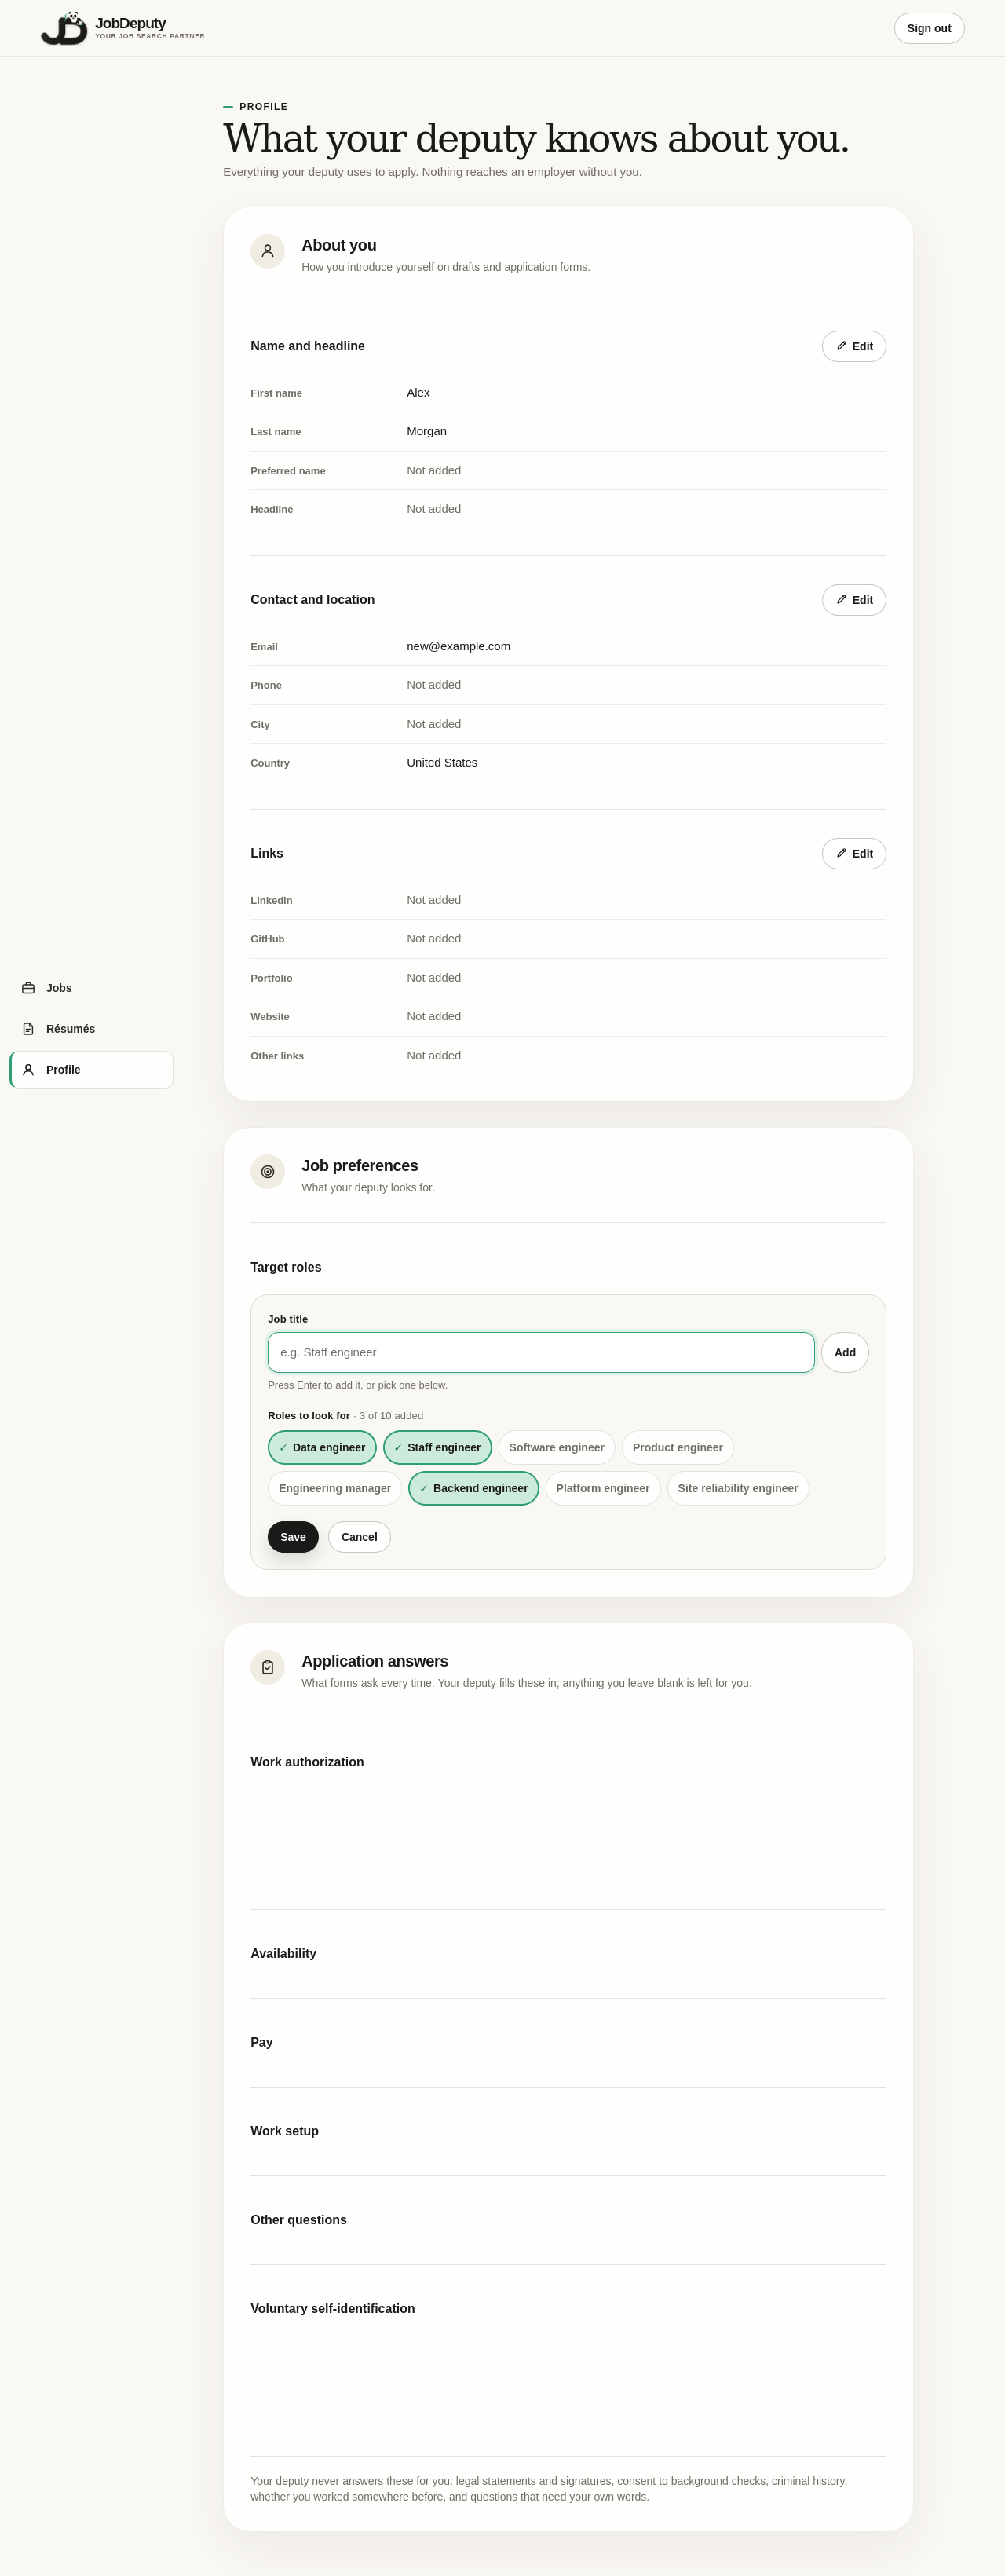 JobDeputy
YOUR JOB SEARCH PARTNER
Sign out
PROFILE
What your deputy knows about you.
Everything your deputy uses to apply. Nothing reaches an employer without you.
About you
How you introduce yourself on drafts and application forms.
Name and headline
Edit
First name
Alex
Last name
Morgan
Preferred name
Not added
Headline
Not added
Contact and location
Edit
Email
new@example.com
Phone
Not added
City
Not added
Country
United States
Links
Edit
LinkedIn
Not added
GitHub
Not added
Portfolio
Not added
Website
Not added
Other links
Not added
Jobs
Résumés
Profile
Job preferences
What your deputy looks for.
Target roles
Job title
e.g. Staff engineer
Add
Press Enter to add it, or pick one below.
Roles to look for · 3 of 10 added
✓ Data engineer
✓ Staff engineer
Software engineer
Product engineer
Engineering manager
✓ Backend engineer
Platform engineer
Site reliability engineer
Save
Cancel
Application answers
What forms ask every time. Your deputy fills these in; anything you leave blank is left for you.
Work authorization
Availability
Pay
Work setup
Other questions
Voluntary self-identification
Your deputy never answers these for you: legal statements and signatures, consent to background checks, criminal history,
whether you worked somewhere before, and questions that need your own words.